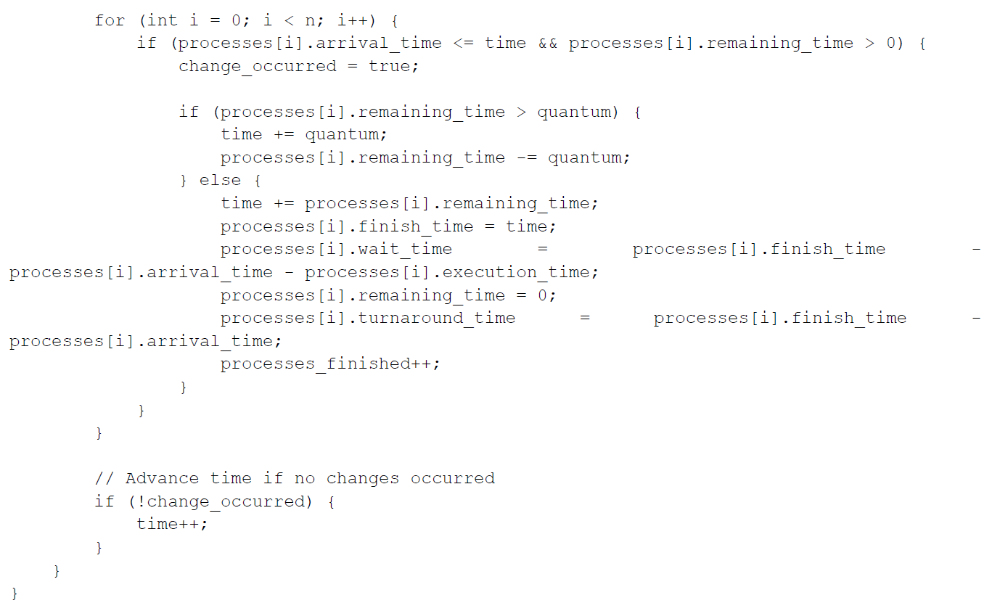 for (int i = 0; i < n; i++) {
if (processes[i].arrival_time <= time && processes[i].remaining_time > 0) {
change_occurred = true;
if (processes[i].remaining_time > quantum) {
time += quantum;
processes[i].remaining_time -= quantum;
} else {
time += processes[i].remaining_time;
processes[i].finish_time = time;
processes[i].wait_time = processes[i].finish_time -
processes[i].arrival_time - processes[i].execution_time;
processes[i].remaining_time = 0;
processes[i].turnaround_time = processes[i].finish_time -
processes[i].arrival_time;
processes_finished++;
}
}
}
// Advance time if no changes occurred
if (!change_occurred) {
time++;
}
}
}